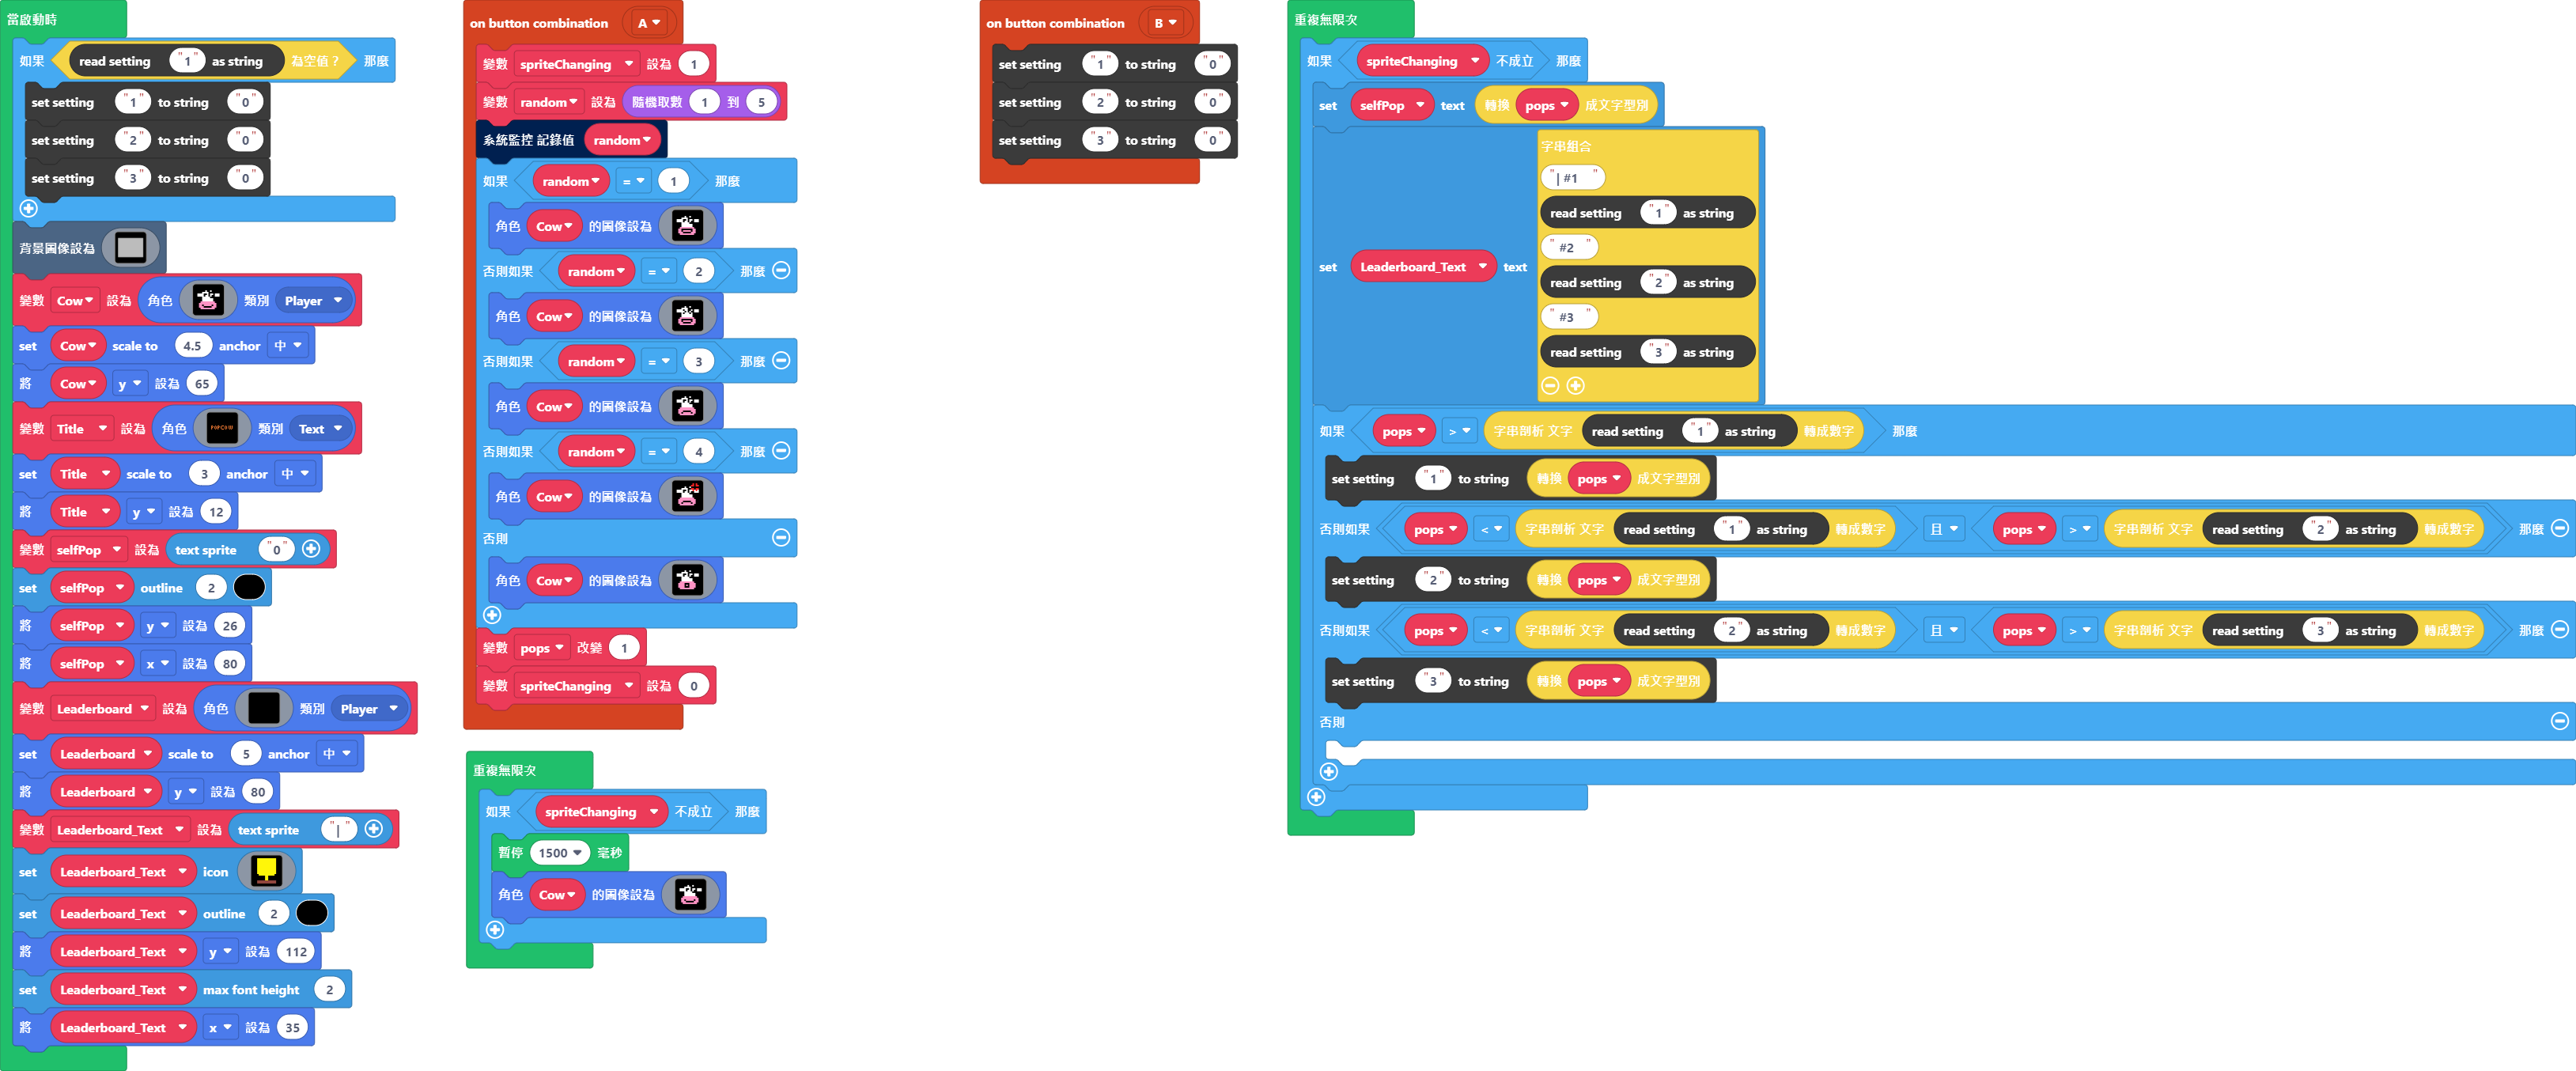 當啟動時
如果 read setting "1" as string 為空值？ 那麼
set setting "1" to string "0"
set setting "2" to string "0"
set setting "3" to string "0"
背景圖像設為
變數 Cow 設為 角色 類別 Player
set Cow scale to 4.5 anchor 中
將 Cow y 設為 65
變數 Title 設為 角色 POPCOW! 類別 Text
set Title scale to 3 anchor 中
將 Title y 設為 12
變數 selfPop 設為 text sprite "0"
set selfPop outline 2
將 selfPop y 設為 26
將 selfPop x 設為 80
變數 Leaderboard 設為 角色 類別 Player
set Leaderboard scale to 5 anchor 中
將 Leaderboard y 設為 80
變數 Leaderboard_Text 設為 text sprite "|"
set Leaderboard_Text icon
set Leaderboard_Text outline 2
將 Leaderboard_Text y 設為 112
set Leaderboard_Text max font height 2
將 Leaderboard_Text x 設為 35
on button combination A
變數 spriteChanging 設為 1
變數 random 設為 隨機取數 1 到 5
系統監控 記錄值 random
如果 random = 1 那麼
角色 Cow 的圖像設為
否則如果 random = 2 那麼
角色 Cow 的圖像設為
否則如果 random = 3 那麼
角色 Cow 的圖像設為
否則如果 random = 4 那麼
角色 Cow 的圖像設為
否則
角色 Cow 的圖像設為
變數 pops 改變 1
變數 spriteChanging 設為 0
重複無限次
如果 spriteChanging 不成立 那麼
暫停 1500 毫秒
角色 Cow 的圖像設為
on button combination B
set setting "1" to string "0"
set setting "2" to string "0"
set setting "3" to string "0"
重複無限次
如果 spriteChanging 不成立 那麼
set selfPop text 轉換 pops 成文字型別
set Leaderboard_Text text 字串組合
"| #1 "
read setting "1" as string
" #2 "
read setting "2" as string
" #3 "
read setting "3" as string
如果 pops > 字串剖析 文字 read setting "1" as string 轉成數字 那麼
set setting "1" to string 轉換 pops 成文字型別
否則如果 pops < 字串剖析 文字 read setting "1" as string 轉成數字 且 pops > 字串剖析 文字 read setting "2" as string 轉成數字 那麼
set setting "2" to string 轉換 pops 成文字型別
否則如果 pops < 字串剖析 文字 read setting "2" as string 轉成數字 且 pops > 字串剖析 文字 read setting "3" as string 轉成數字 那麼
set setting "3" to string 轉換 pops 成文字型別
否則